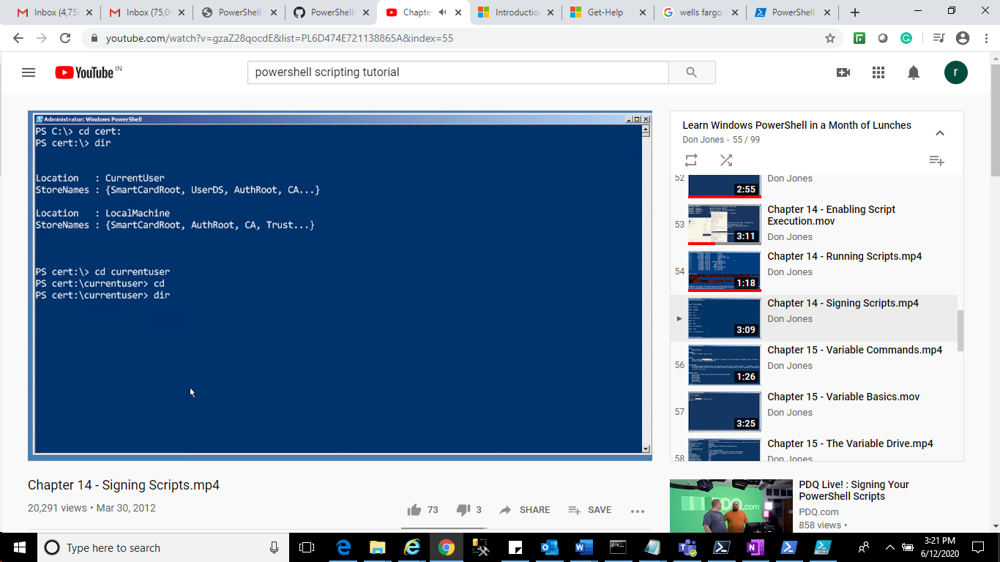 Inbox (4,75
Inbox (75,0
PowerShell
PowerShell
Chapte
Introduction
Get-Help
wells fargo
PowerShell
youtube.com/watch?v=gzaZ28qocdE&list=PL6D474E721138865A&index=55
YouTube IN
powershell scripting tutorial
r
Administrator: Windows PowerShell
PS C:\> cd cert:
PS cert:\> dir
Location : CurrentUser
StoreNames : {SmartCardRoot, UserDS, AuthRoot, CA...}
Location : LocalMachine
StoreNames : {SmartCardRoot, AuthRoot, CA, Trust...}
PS cert:\> cd currentuser
PS cert:\currentuser> cd
PS cert:\currentuser> dir
Chapter 14 - Signing Scripts.mp4
20,291 views • Mar 30, 2012
73
3
SHARE
SAVE
Learn Windows PowerShell in a Month of Lunches
Don Jones - 55 / 99
52
2:55
Don Jones
53
3:11
Chapter 14 - Enabling Script
Execution.mov
Don Jones
54
1:18
Chapter 14 - Running Scripts.mp4
Don Jones
3:09
Chapter 14 - Signing Scripts.mp4
Don Jones
56
1:26
Chapter 15 - Variable Commands.mp4
Don Jones
57
3:25
Chapter 15 - Variable Basics.mov
Don Jones
58
Chapter 15 - The Variable Drive.mp4
Don Jones
PDQ.com
PDQ Live! : Signing Your
PowerShell Scripts
PDQ.com
858 views •
Type here to search
3:21 PM
6/12/2020